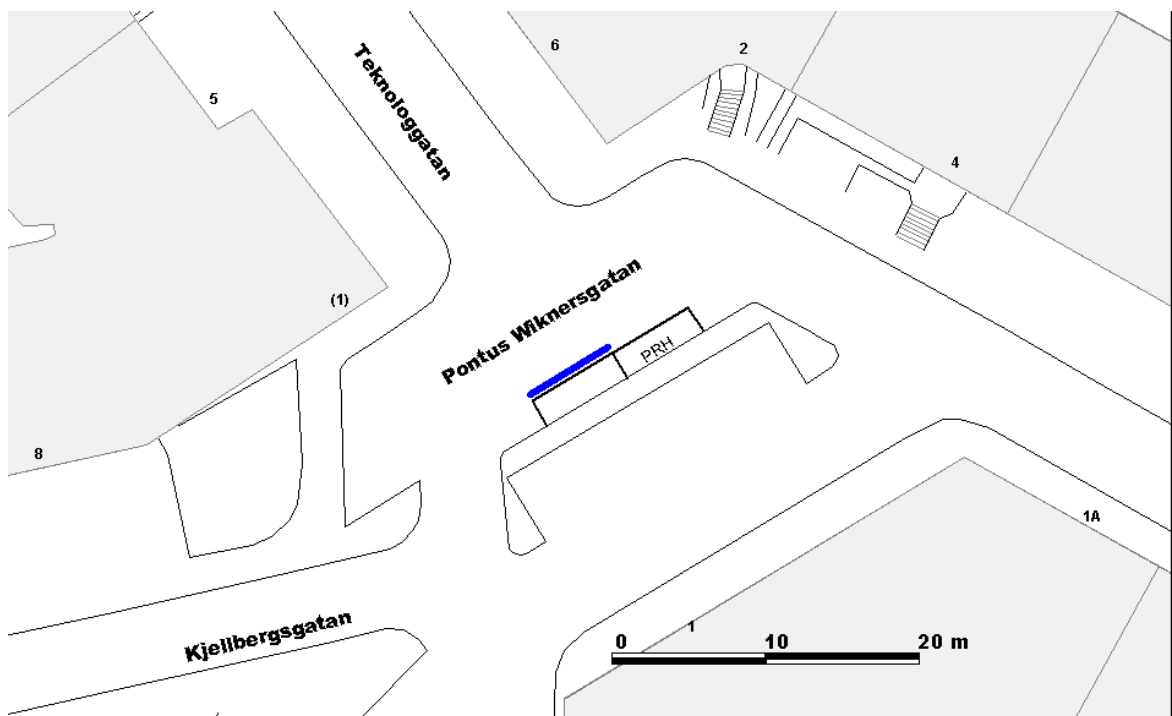 6
2
5
Teknologgatan
4
(1)
Pontus Wiknersgatan
PRH
8
1A
Kjellbergsgatan
1
0 10 20 m